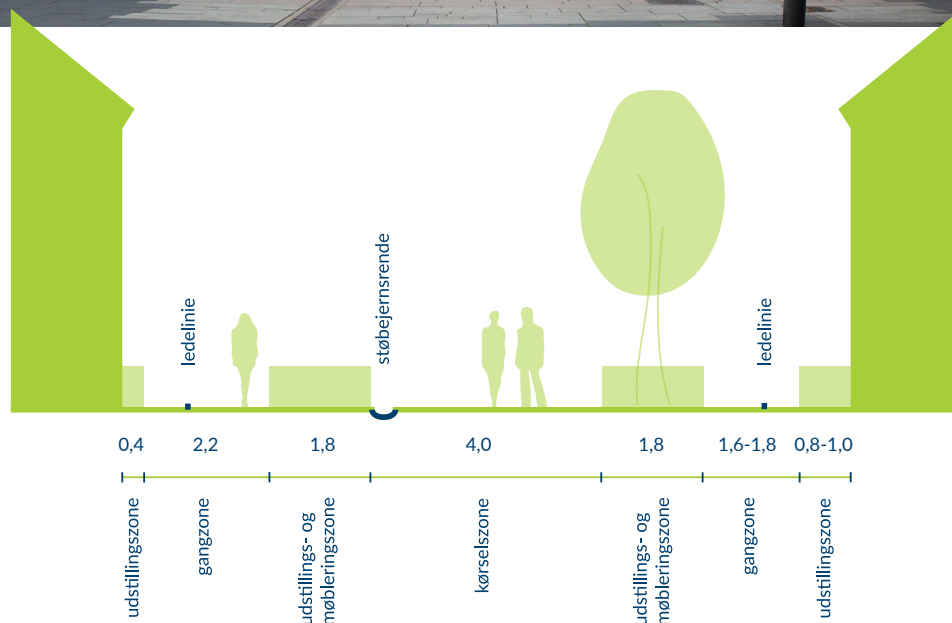 støbejernsrende
ledelinie
ledelinie
0,4
2,2
1,8
4,0
1,8
1,6-1,8
0,8-1,0
udstillingszone
gangzone
udstillings- og
møbleringszone
kørselszone
udstillings- og
møbleringszone
gangzone
udstillingszone